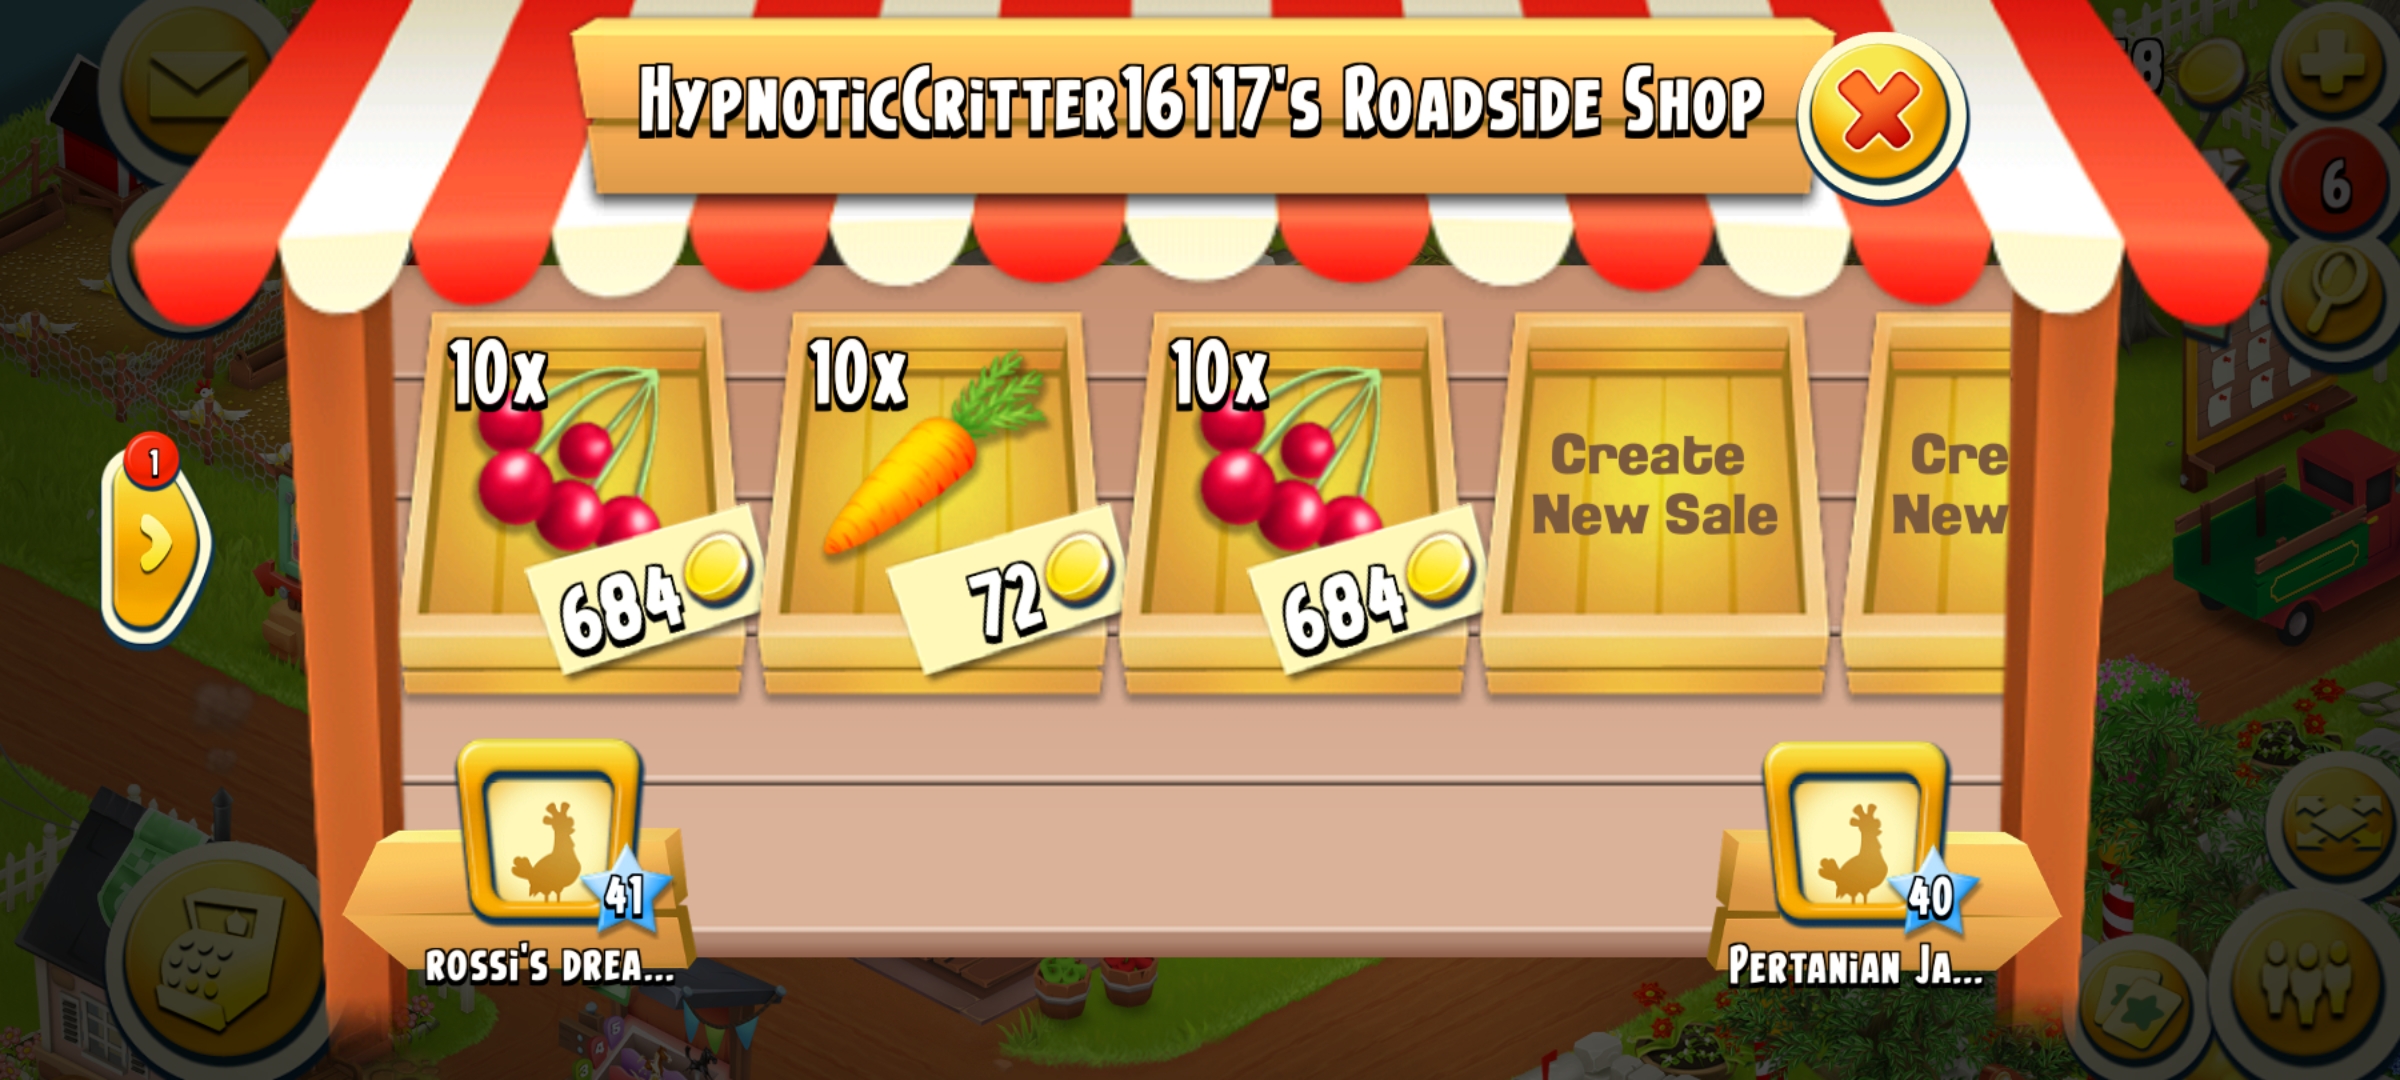 HypnoticCritter16117's Roadside Shop
8
6
1
10x
10x
10x
Create
New Sale
Cre
New
684
72
684
41
40
Rossi's Drea...
Pertanian Ja...